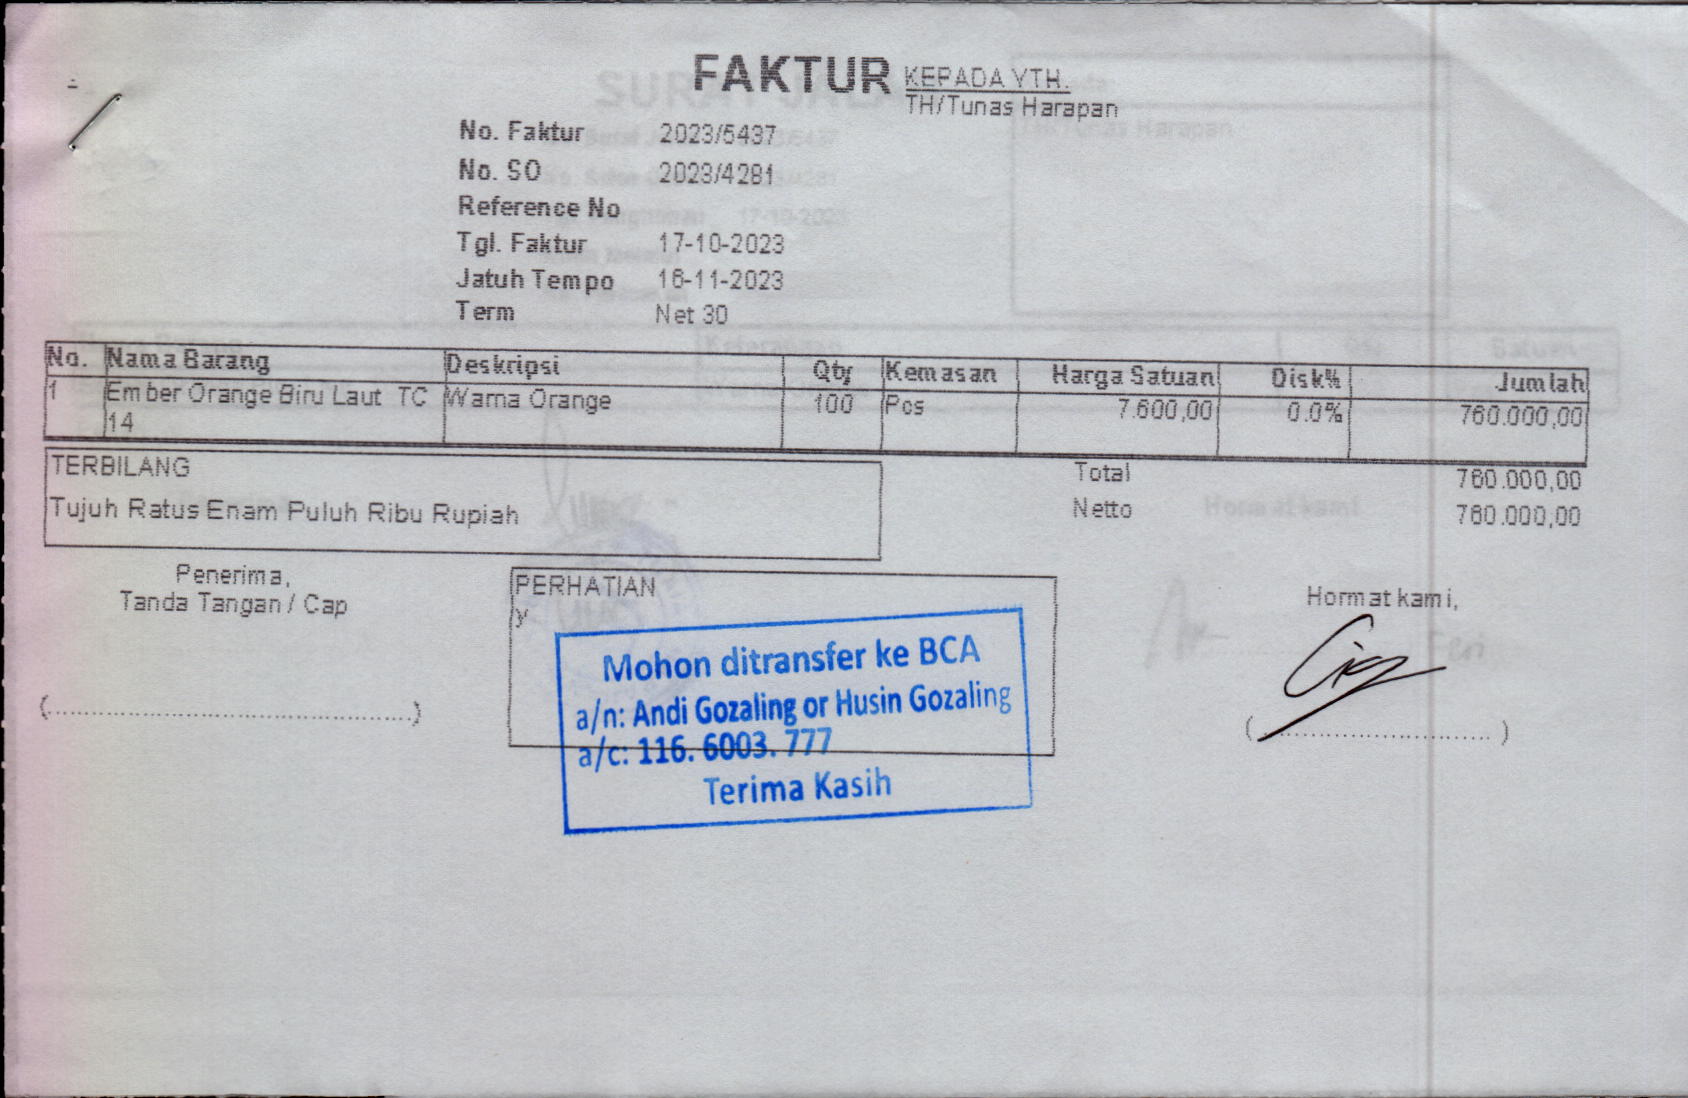 FAKTUR
KEPADA YTH.
TH/Tunas Harapan
No. Faktur 2023/5437
No. SO 2023/4281
Reference No
Tgl. Faktur 17-10-2023
Jatuh Tempo 16-11-2023
Term Net 30
No. Nama Barang Deskripsi Qty Kemasan Harga Satuan Disk% Jumlah
1 Ember Orange Biru Laut TC Warna Orange 100 Pcs 7.600,00 0.0% 760.000,00
14
TERBILANG Total 760.000,00
Tujuh Ratus Enam Puluh Ribu Rupiah Netto 760.000,00
Penerima,
Tanda Tangan / Cap
PERHATIAN
y
Hormat kami,
Mohon ditransfer ke BCA
a/n: Andi Gozaling or Husin Gozaling
a/c: 116. 6003. 777
Terima Kasih
(........................................)
(........................................)